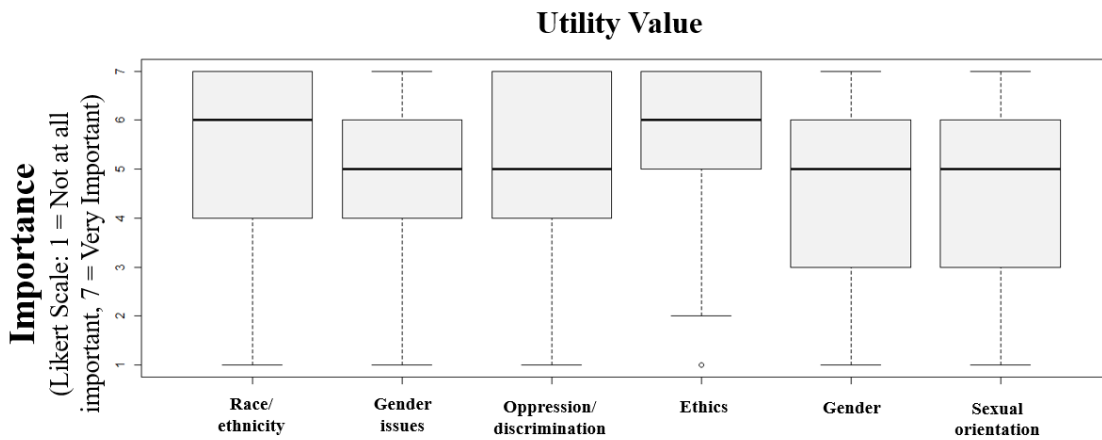 Utility Value
Importance
(Likert Scale: 1 = Not at all
important, 7 = Very Important)
7
6
5
4
3
2
1
Race/
ethnicity
Gender
issues
Oppression/
discrimination
Ethics
Gender
Sexual
orientation